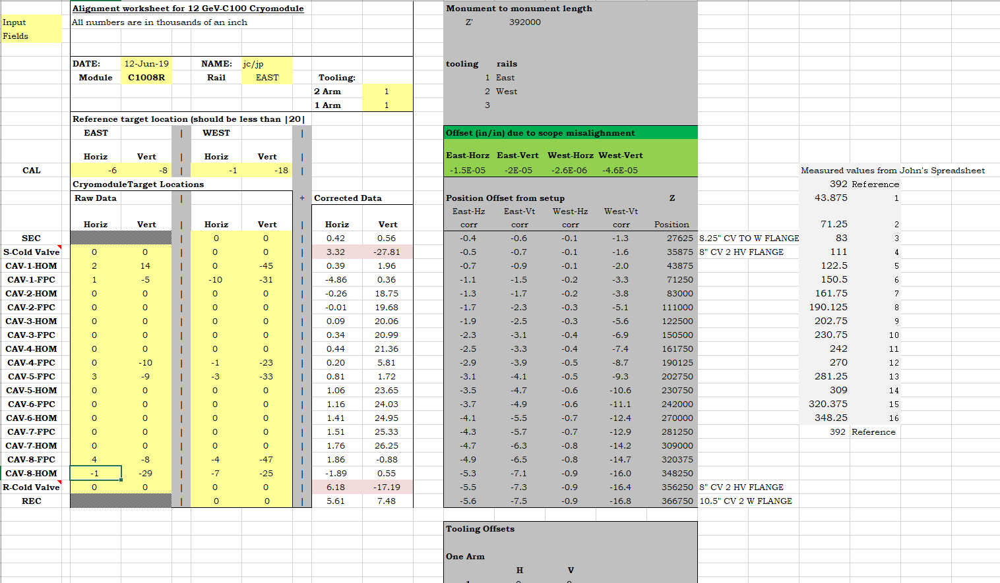 Alignment worksheet for 12 GeV-C100 Cryomodule Monument to monument length
Input All numbers are in thousands of an inch Z' 392000
Fields
DATE: 12-Jun-19 NAME: jc/jp tooling rails
Module C1008R Rail EAST Tooling: 1 East
2 Arm 1 2 West
1 Arm 1 3
Reference target location (should be less than |20|
EAST | WEST | Offset (in/in) due to scope misalighnment
Horiz Vert | Horiz Vert | East-Horz East-Vert West-Horz West-Vert
CAL -6 -8 | -1 -18 | -1.5E-05 -2E-05 -2.6E-06 -4.6E-05 Measured values from John's Spreadsheet
CryomoduleTarget Locations 392 Reference
Raw Data | + Corrected Data Position Offset from setup Z 43.875 1
East-Hz East-Vt West-Hz West-Vt
Horiz Vert | Horiz Vert | Horiz Vert corr corr corr corr Position 71.25 2
SEC | 0 0 | 0.42 0.56 -0.4 -0.6 -0.1 -1.3 27625 8.25" CV TO W FLANGE 83 3
S-Cold Valve 0 0 | 0 0 | 3.32 -27.81 -0.5 -0.7 -0.1 -1.6 35875 8" CV 2 HV FLANGE 111 4
CAV-1-HOM 2 14 | 0 -45 | 0.39 1.96 -0.7 -0.9 -0.1 -2.0 43875 122.5 5
CAV-1-FPC 1 -5 | -10 -31 | -4.86 0.36 -1.1 -1.5 -0.2 -3.3 71250 150.5 6
CAV-2-HOM 0 0 | 0 0 | -0.26 18.75 -1.3 -1.7 -0.2 -3.8 83000 161.75 7
CAV-2-FPC 0 0 | 0 0 | -0.01 19.68 -1.7 -2.3 -0.3 -5.1 111000 190.125 8
CAV-3-HOM 0 0 | 0 0 | 0.09 20.06 -1.9 -2.5 -0.3 -5.6 122500 202.75 9
CAV-3-FPC 0 0 | 0 0 | 0.34 20.99 -2.3 -3.1 -0.4 -6.9 150500 230.75 10
CAV-4-HOM 0 0 | 0 0 | 0.44 21.36 -2.5 -3.3 -0.4 -7.4 161750 242 11
CAV-4-FPC 0 -10 | -1 -23 | 0.20 5.81 -2.9 -3.9 -0.5 -8.7 190125 270 12
CAV-5-FPC 3 -9 | -3 -33 | 0.81 1.72 -3.1 -4.1 -0.5 -9.3 202750 281.25 13
CAV-5-HOM 0 0 | 0 0 | 1.06 23.65 -3.5 -4.7 -0.6 -10.6 230750 309 14
CAV-6-FPC 0 0 | 0 0 | 1.16 24.03 -3.7 -4.9 -0.6 -11.1 242000 320.375 15
CAV-6-HOM 0 0 | 0 0 | 1.41 24.95 -4.1 -5.5 -0.7 -12.4 270000 348.25 16
CAV-7-FPC 0 0 | 0 0 | 1.51 25.33 -4.3 -5.7 -0.7 -12.9 281250 392 Reference
CAV-7-HOM 0 0 | 0 0 | 1.76 26.25 -4.7 -6.3 -0.8 -14.2 309000
CAV-8-FPC 4 -8 | -4 -47 | 1.86 -0.88 -4.9 -6.5 -0.8 -14.7 320375
CAV-8-HOM -1 -29 | -7 -25 | -1.89 0.55 -5.3 -7.1 -0.9 -16.0 348250
R-Cold Valve 0 0 | 0 0 | 6.18 -17.19 -5.5 -7.3 -0.9 -16.4 356250 8" CV 2 HV FLANGE
REC | 0 0 | 5.61 7.48 -5.6 -7.5 -0.9 -16.8 366750 10.5" CV 2 W FLANGE
Tooling Offsets
One Arm
H V